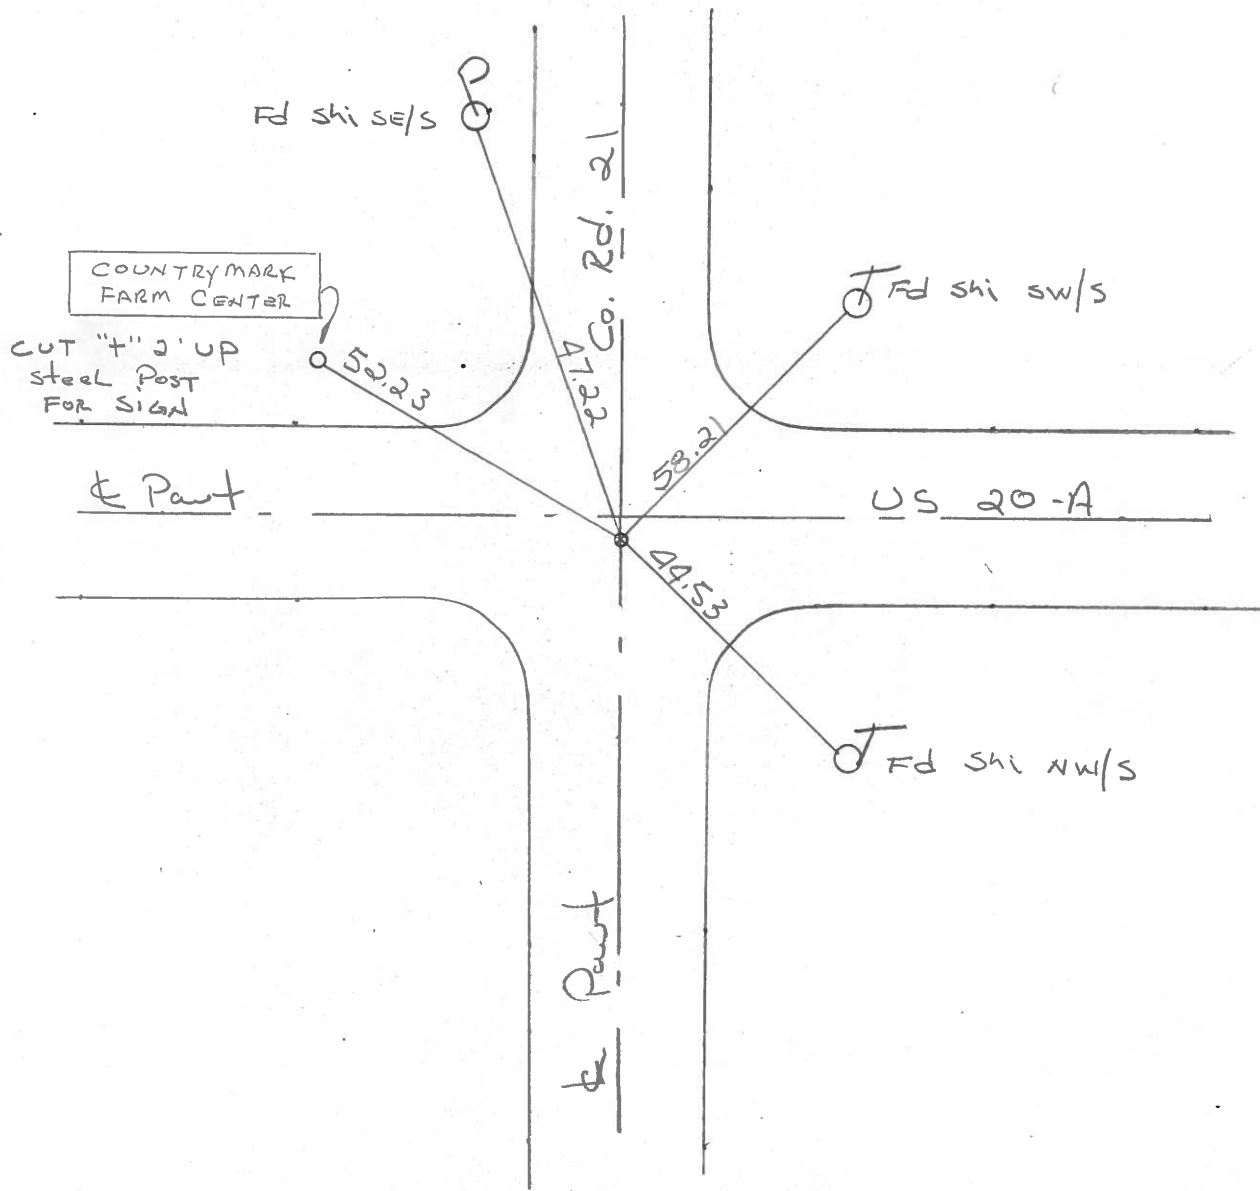 Fd Shi SE/S
Co. Rd. 21
COUNTRYMARK
FARM CENTER
Fd Shi SW/S
CUT "+" 2' UP
Steel Post
FOR SIGN
52.23
47.22
58.21
℄ Pavt
US 20-A
44.53
Fd Shi NW/S
℄ Pavt